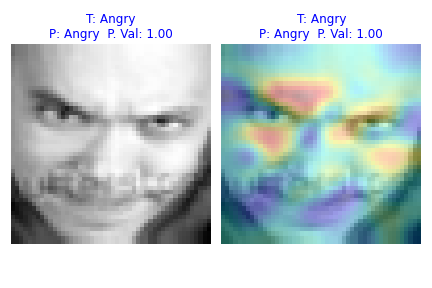 T: Angry T: Angry
P: Angry P. Val: 1.00 P: Angry P. Val: 1.00